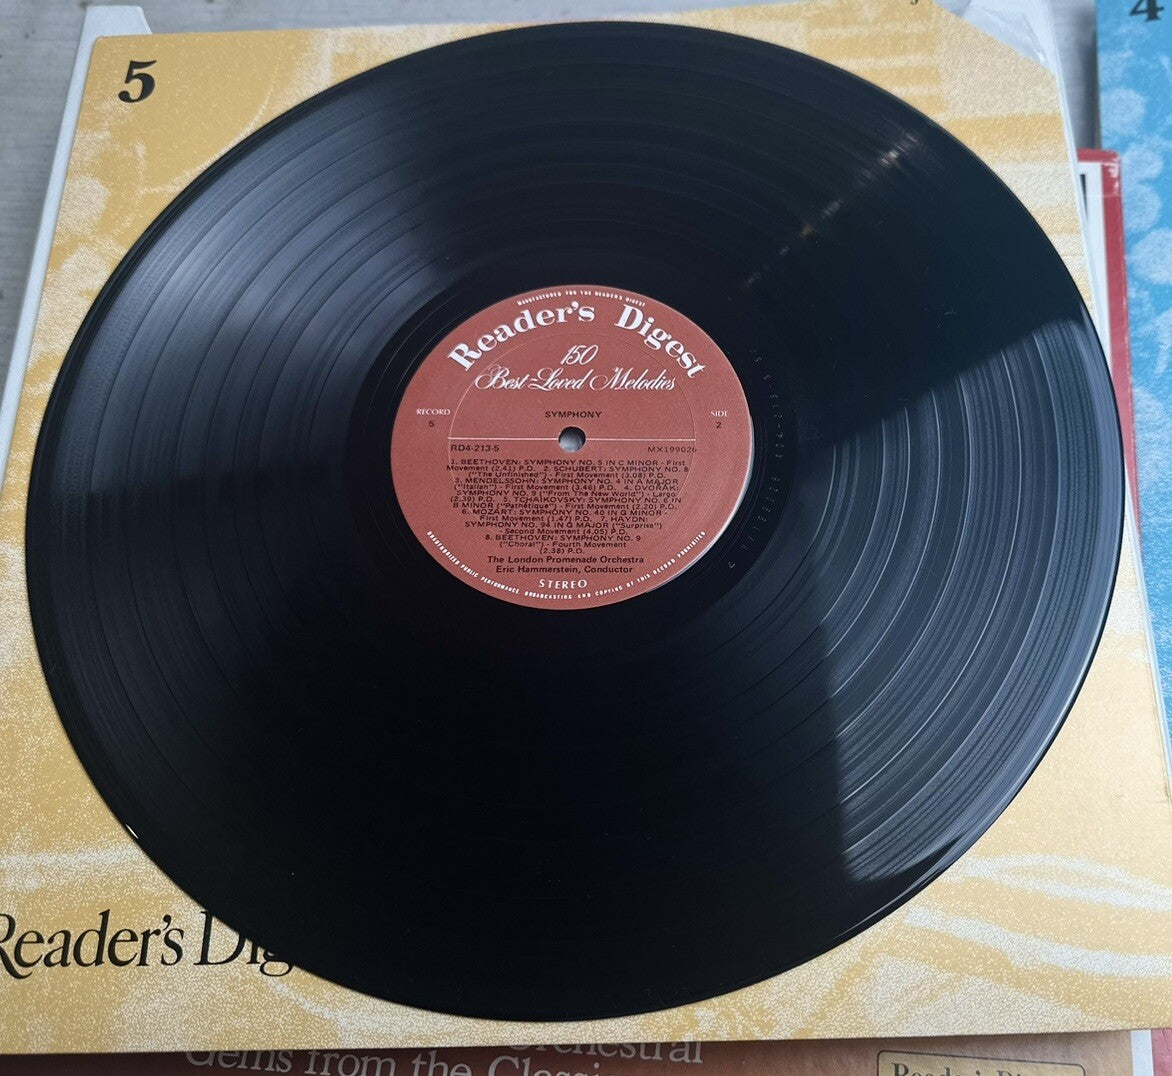 5
4
MANUFACTURED FOR THE READER'S DIGEST
Reader's Digest
150
Best-Loved Melodies
RECORD
5
SYMPHONY
SIDE
2
RD4-213-5
MX199026
1. BEETHOVEN: SYMPHONY NO. 5 IN C MINOR - First
Movement (2.41) P.D. 2. SCHUBERT: SYMPHONY NO. 8
("The Unfinished") - First Movement (3.08) P.D.
3. MENDELSSOHN: SYMPHONY NO. 4 IN A MAJOR
("Italian") - First Movement (3.46) P.D. 4. DVORAK:
SYMPHONY NO. 9 ("From The New World") - Largo
(2.39) P.D. 5. TCHAIKOVSKY: SYMPHONY NO. 6 IN
B MINOR ("Pathétique") - First Movement (2.20) P.D.
6. MOZART: SYMPHONY NO. 40 IN G MINOR -
First Movement (1.47) P.D. 7. HAYDN:
SYMPHONY NO. 94 IN G MAJOR ("Surprise")
- Second Movement (4.05) P.D.
8. BEETHOVEN: SYMPHONY NO. 9
("Choral") - Fourth Movement
(2.38) P.D.
The London Promenade Orchestra
Eric Hammerstein, Conductor
STEREO
UNAUTHORIZED PUBLIC PERFORMANCE, BROADCASTING AND COPYING OF THIS RECORD PROHIBITED
Reader's Dig
Orchestral
Gems from the Classi
Reader's Di